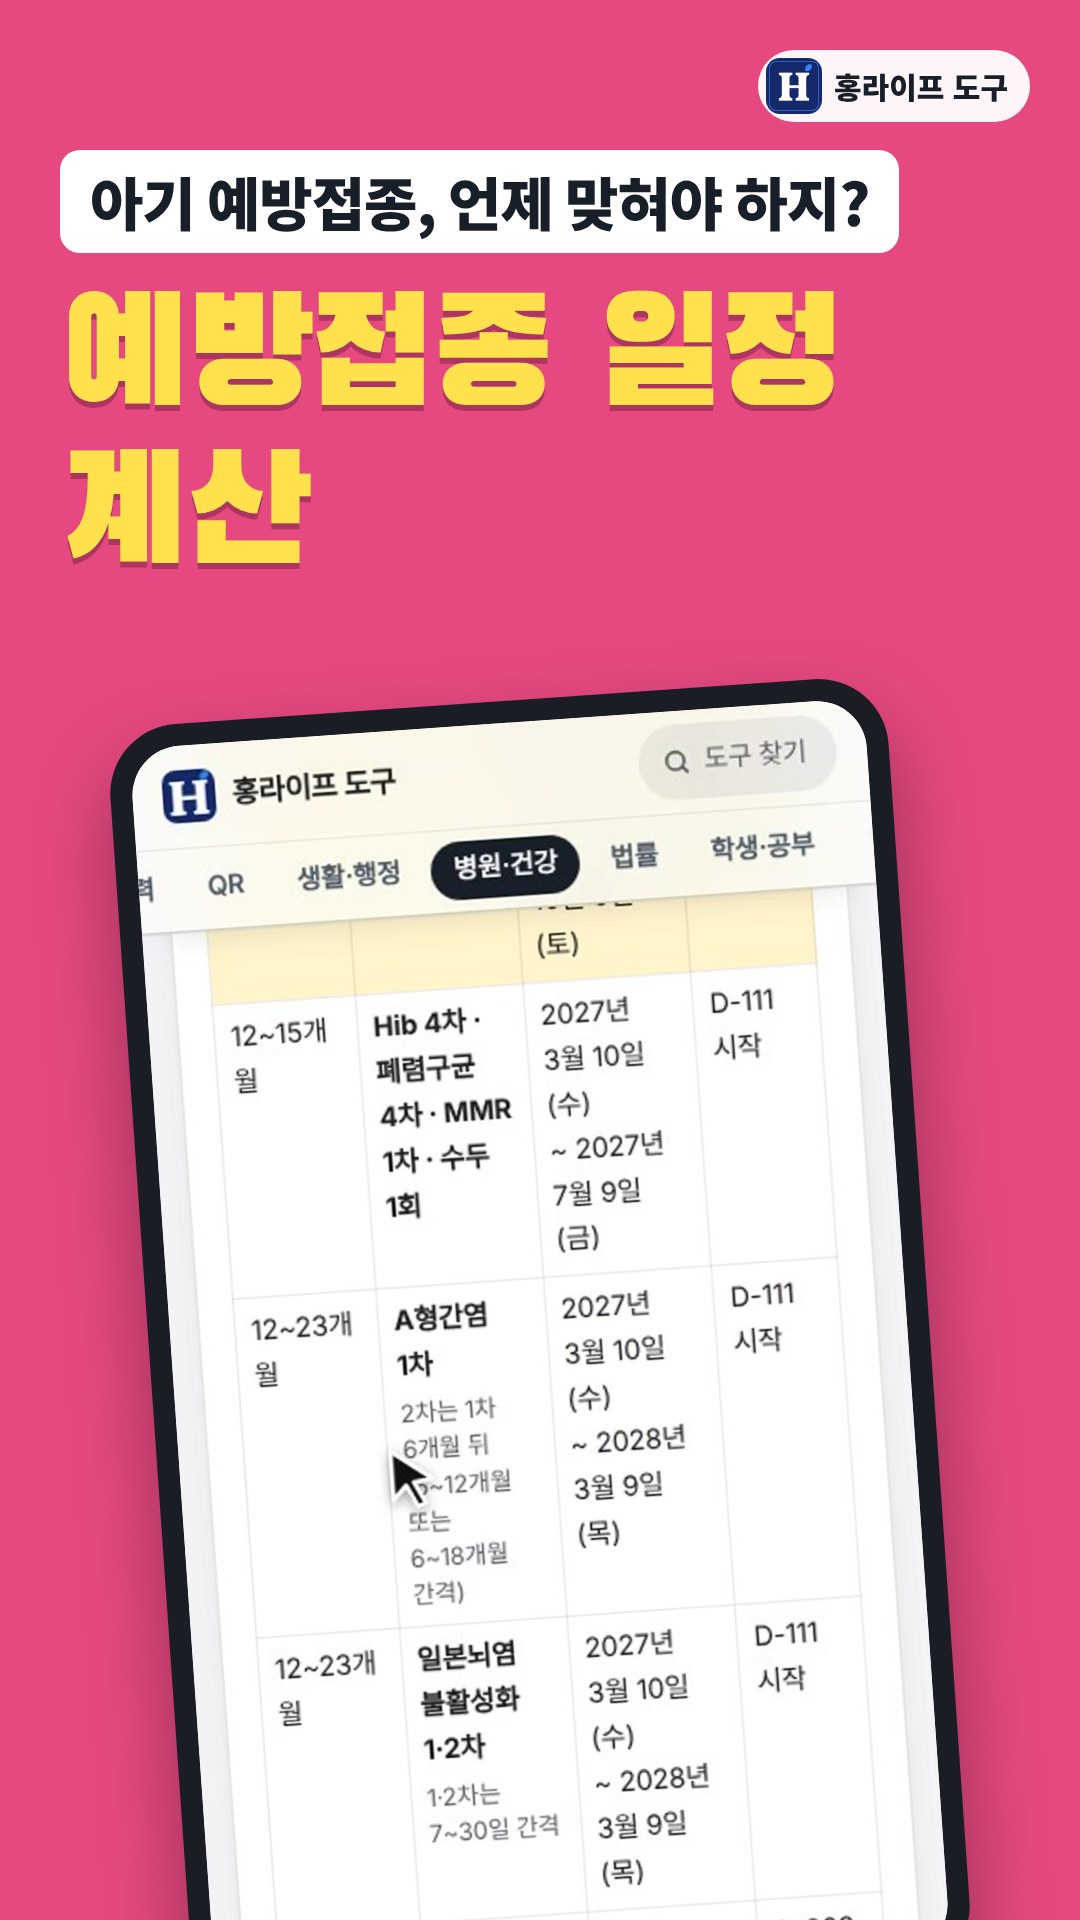 홍라이프 도구
아기 예방접종, 언제 맞혀야 하지?
예방접종 일정
계산
홍라이프 도구
도구 찾기
QR
생활·행정
병원·건강
법률
학생·공부
(토)
12~15개
월
Hib 4차 ·
폐렴구균
4차 · MMR
1차 · 수두
1회
2027년
3월 10일
(수)
~ 2027년
7월 9일
(금)
D-111
시작
12~23개
월
A형간염
1차
2차는 1차
6개월 뒤
~12개월
또는
6~18개월
간격)
2027년
3월 10일
(수)
~ 2028년
3월 9일
(목)
D-111
시작
12~23개
월
일본뇌염
불활성화
1·2차
1·2차는
7~30일 간격
2027년
3월 10일
(수)
~ 2028년
3월 9일
(목)
D-111
시작